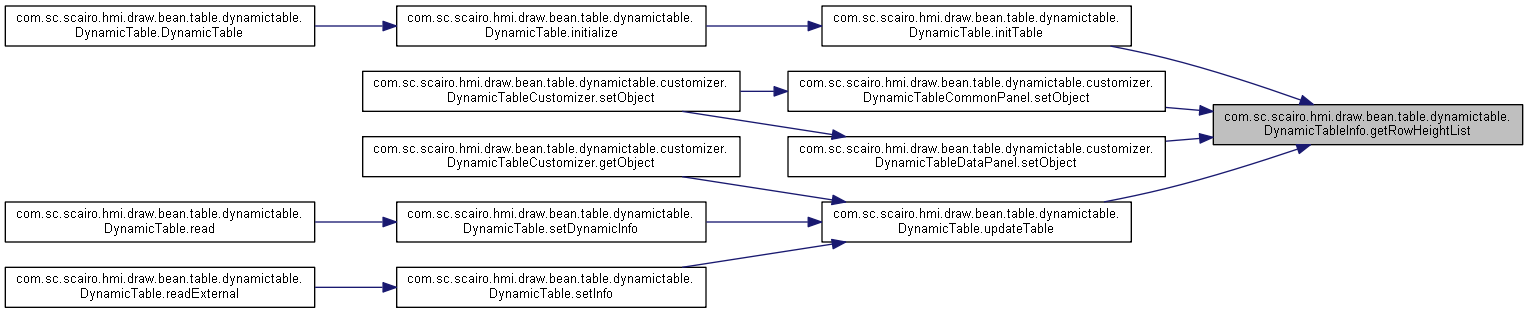 com.sc.scairo.hmi.draw.bean.table.dynamictable.
DynamicTable.DynamicTable
com.sc.scairo.hmi.draw.bean.table.dynamictable.
DynamicTable.initialize
com.sc.scairo.hmi.draw.bean.table.dynamictable.
DynamicTable.initTable
com.sc.scairo.hmi.draw.bean.table.dynamictable.customizer.
DynamicTableCustomizer.setObject
com.sc.scairo.hmi.draw.bean.table.dynamictable.customizer.
DynamicTableCommonPanel.setObject
com.sc.scairo.hmi.draw.bean.table.dynamictable.
DynamicTableInfo.getRowHeightList
com.sc.scairo.hmi.draw.bean.table.dynamictable.customizer.
DynamicTableCustomizer.getObject
com.sc.scairo.hmi.draw.bean.table.dynamictable.customizer.
DynamicTableDataPanel.setObject
com.sc.scairo.hmi.draw.bean.table.dynamictable.
DynamicTable.read
com.sc.scairo.hmi.draw.bean.table.dynamictable.
DynamicTable.setDynamicInfo
com.sc.scairo.hmi.draw.bean.table.dynamictable.
DynamicTable.updateTable
com.sc.scairo.hmi.draw.bean.table.dynamictable.
DynamicTable.readExternal
com.sc.scairo.hmi.draw.bean.table.dynamictable.
DynamicTable.setInfo